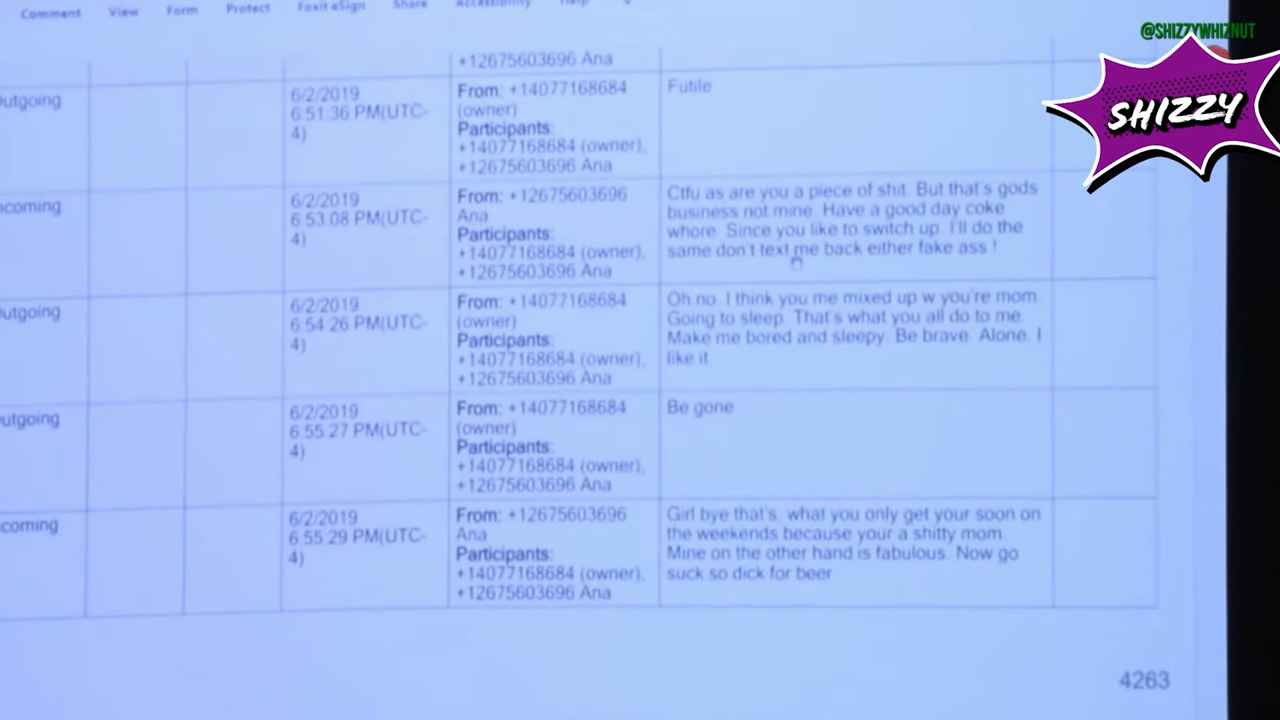 Comment View Form Protect Foxit eSign Share Accessibility Help
@SHIZZYWHIZNUT
SHIZZY
+12675603696 Ana
utgoing
6/2/2019
6:51:36 PM(UTC-
4)
From: +14077168684
(owner)
Participants:
+14077168684 (owner),
+12675603696 Ana
Futile
coming
6/2/2019
6:53:08 PM(UTC-
4)
From: +12675603696
Ana
Participants:
+14077168684 (owner),
+12675603696 Ana
Ctfu as are you a piece of shit. But that's gods
business not mine. Have a good day coke
whore. Since you like to switch up. I'll do the
same don't text me back either fake ass !
utgoing
6/2/2019
6:54:26 PM(UTC-
4)
From: +14077168684
(owner)
Participants:
+14077168684 (owner),
+12675603696 Ana
Oh no. I think you me mixed up w you're mom
Going to sleep. That's what you all do to me.
Make me bored and sleepy. Be brave. Alone. I
like it.
utgoing
6/2/2019
6:55:27 PM(UTC-
4)
From: +14077168684
(owner)
Participants:
+14077168684 (owner),
+12675603696 Ana
Be gone
coming
6/2/2019
6:55:29 PM(UTC-
4)
From: +12675603696
Ana
Participants:
+14077168684 (owner),
+12675603696 Ana
Girl bye that's, what you only get your soon on
the weekends because your a shitty mom.
Mine on the other hand is fabulous. Now go
suck so dick for beer
4263